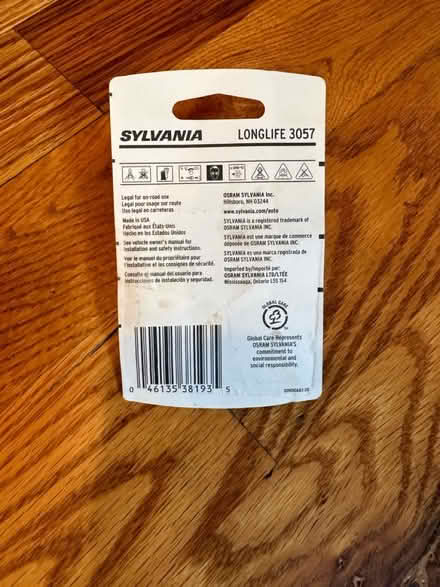 SYLVANIA LONGLIFE 3057
Legal for on-road use
Légal pour usage sur route
Uso legal en carreteras
Made in USA
Fabriqué aux États-Unis
Hecho en los Estados Unidos
See vehicle owner's manual for
installation and safety instructions.
Voir le manuel du propriétaire pour
l'installation et les consignes de sécurité.
Consulte el manual del usuario para
instrucciones de instalación y seguridad.
OSRAM SYLVANIA Inc.
Hillsboro, NH 03244
www.sylvania.com/auto
SYLVANIA is a registered trademark of
OSRAM SYLVANIA INC.
SYLVANIA est une marque de commerce
déposée de OSRAM SYLVANIA INC.
SYLVANIA es una marca registrada de
OSRAM SYLVANIA INC.
Imported by/Importé par:
OSRAM SYLVANIA LTD/LTÉE
Mississauga, Ontario L5S 1S4
GLOBAL CARE
Global Care Represents
OSRAM SYLVANIA'S
commitment to
environmental and
social responsibility.
0 46135 38193 5